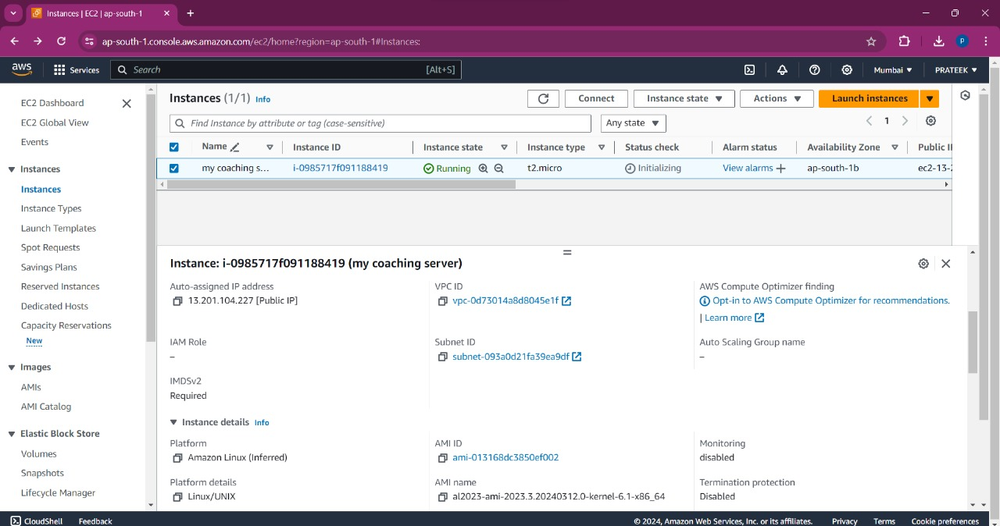 Instances | EC2 | ap-south-1
ap-south-1.console.aws.amazon.com/ec2/home?region=ap-south-1#Instances:
P
aws Services Search [Alt+S] Mumbai PRATEEK
EC2 Dashboard
EC2 Global View
Events
Instances
Instances
Instance Types
Launch Templates
Spot Requests
Savings Plans
Reserved Instances
Dedicated Hosts
Capacity Reservations
New
Images
AMIs
AMI Catalog
Elastic Block Store
Volumes
Snapshots
Lifecycle Manager
Instances (1/1) Info Connect Instance state Actions Launch instances
Find Instance by attribute or tag (case-sensitive) Any state 1
Name Instance ID Instance state Instance type Status check Alarm status Availability Zone Public I
my coaching s... i-0985717f091188419 Running t2.micro Initializing View alarms ap-south-1b ec2-13-2
Instance: i-0985717f091188419 (my coaching server)
Auto-assigned IP address VPC ID AWS Compute Optimizer finding
13.201.104.227 [Public IP] vpc-0d73014a8d8045e1f Opt-in to AWS Compute Optimizer for recommendations.
| Learn more
IAM Role Subnet ID Auto Scaling Group name
– subnet-093a0d21fa39ea9df –
IMDSv2
Required
Instance details Info
Platform AMI ID Monitoring
Amazon Linux (Inferred) ami-013168dc3850ef002 disabled
Platform details AMI name Termination protection
Linux/UNIX al2023-ami-2023.3.20240312.0-kernel-6.1-x86_64 Disabled
CloudShell Feedback © 2024, Amazon Web Services, Inc. or its affiliates. Privacy Terms Cookie preferences